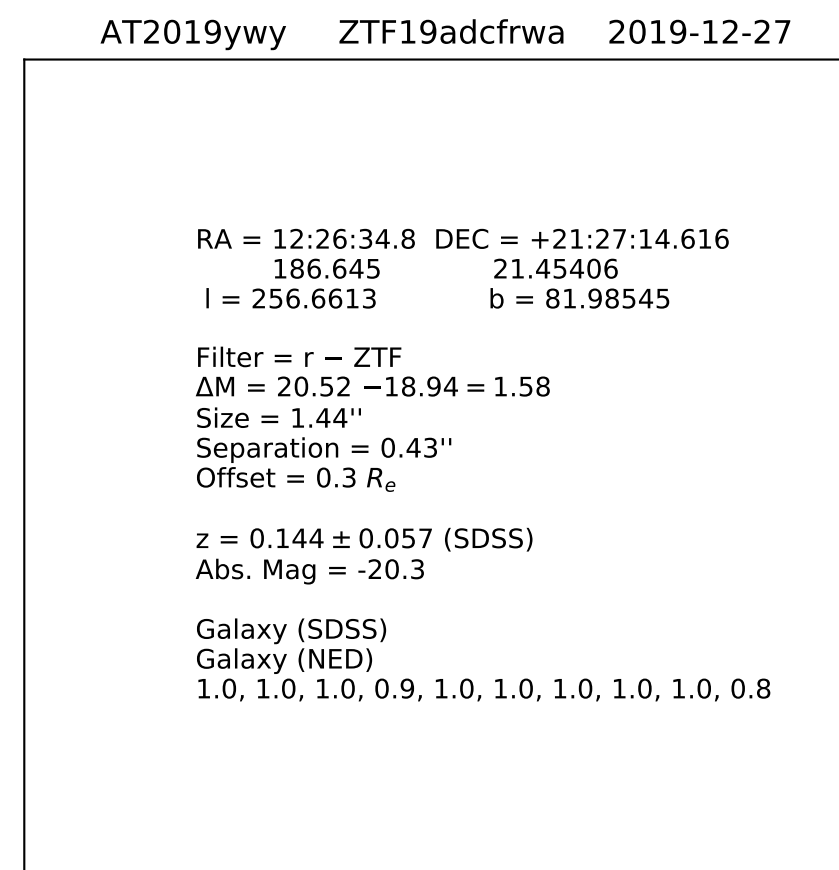 AT2019ywy ZTF19adcfrwa 2019-12-27
RA = 12:26:34.8 DEC = +21:27:14.616
186.645 21.45406
l = 256.6613 b = 81.98545
Filter = r − ZTF
ΔM = 20.52 −18.94 = 1.58
Size = 1.44''
Separation = 0.43''
Offset = 0.3 Re
z = 0.144 ± 0.057 (SDSS)
Abs. Mag = -20.3
Galaxy (SDSS)
Galaxy (NED)
1.0, 1.0, 1.0, 0.9, 1.0, 1.0, 1.0, 1.0, 1.0, 0.8